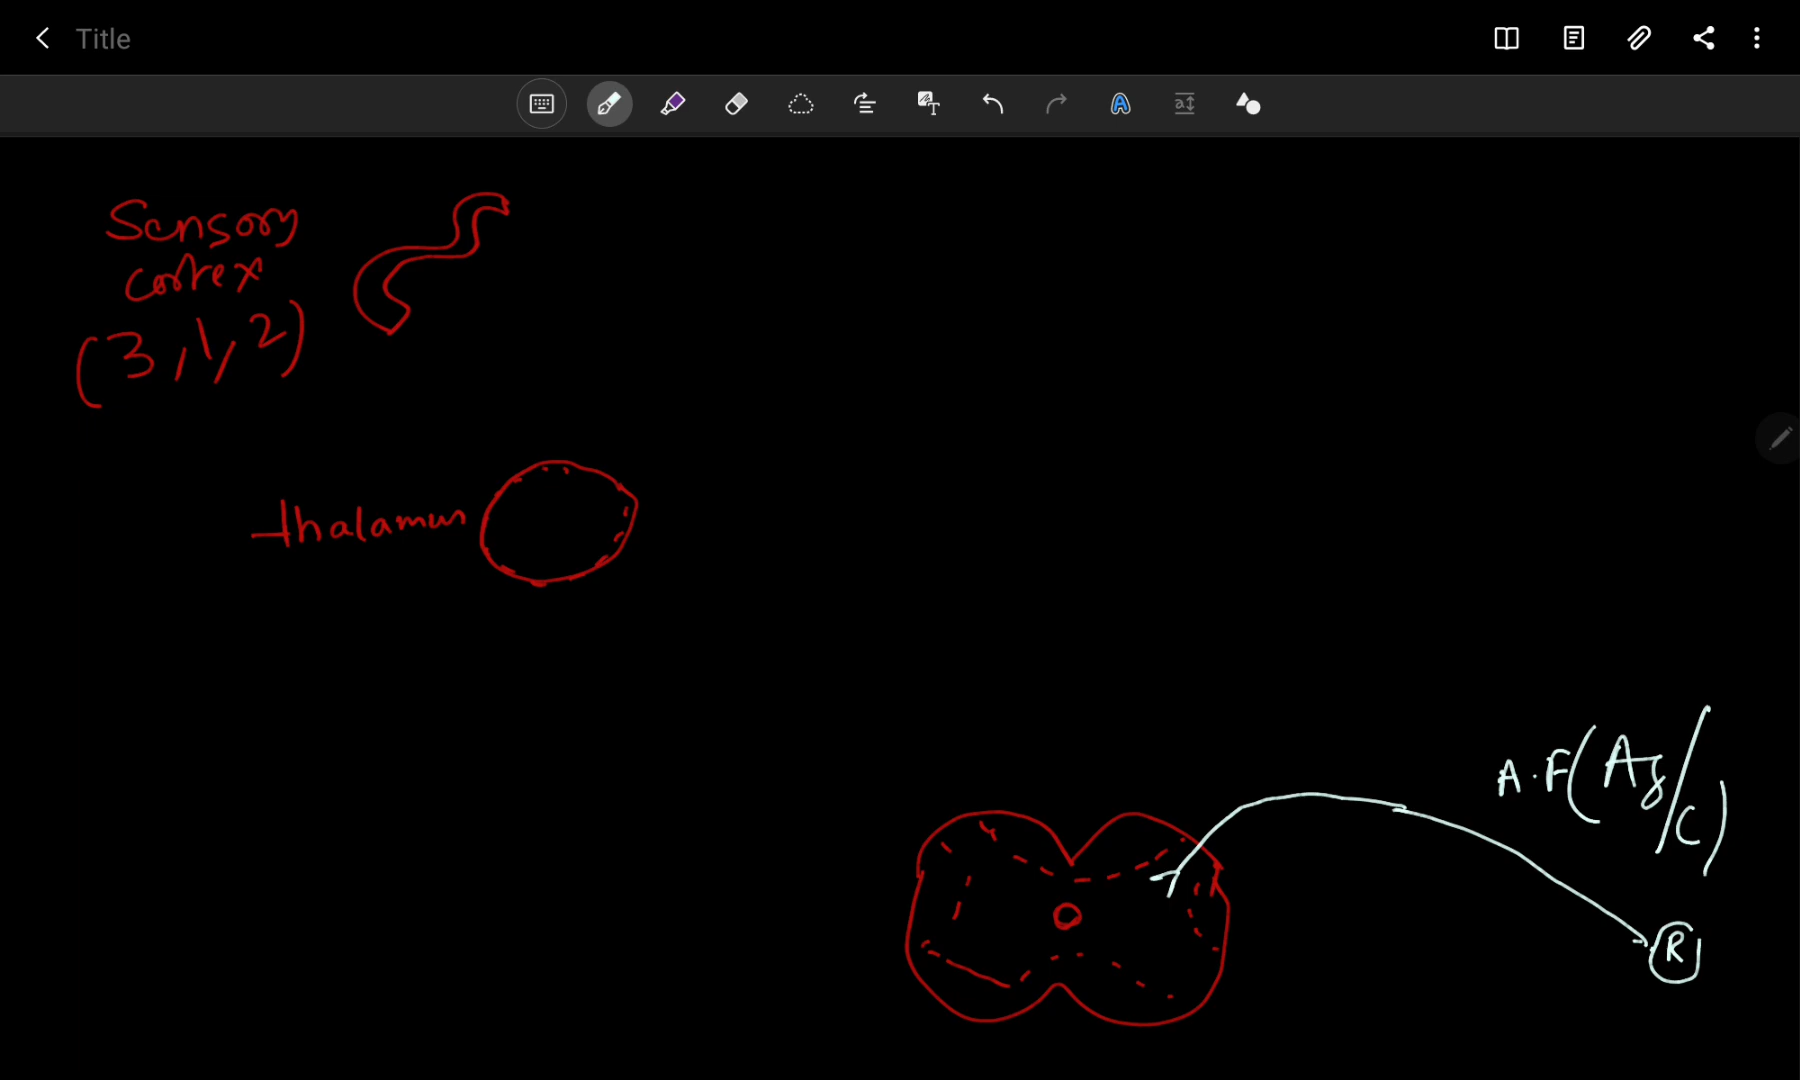 Title
Sensory
cortex
(3,1,2)
thalamus
A.F(Aδ/C)
R